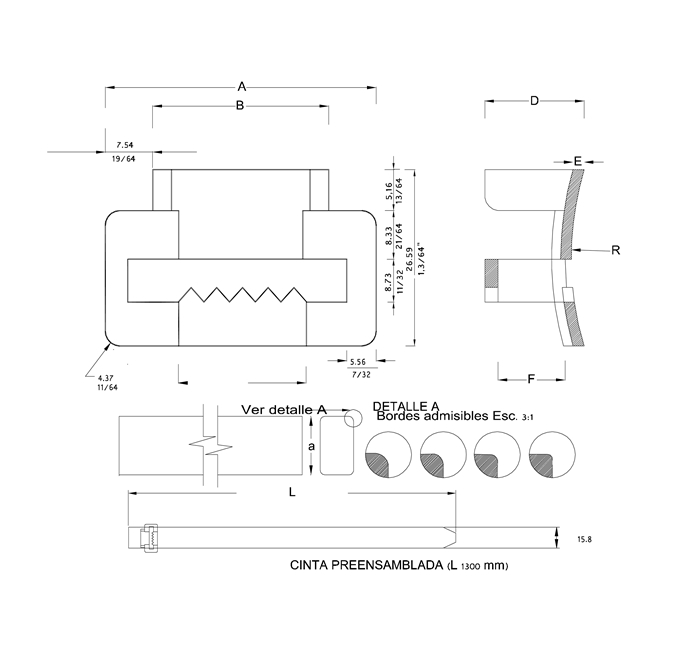 A
B
D
7.54
19/64
E
5.16
13/64
8.33
21/64
26.59
1,3/64"
R
8.73
11/32
5.56
7/32
4.37
11/64
F
Ver detalle A
DETALLE A
Bordes admisibles Esc. 3:1
a
L
15.8
CINTA PREENSAMBLADA (L 1300 mm)